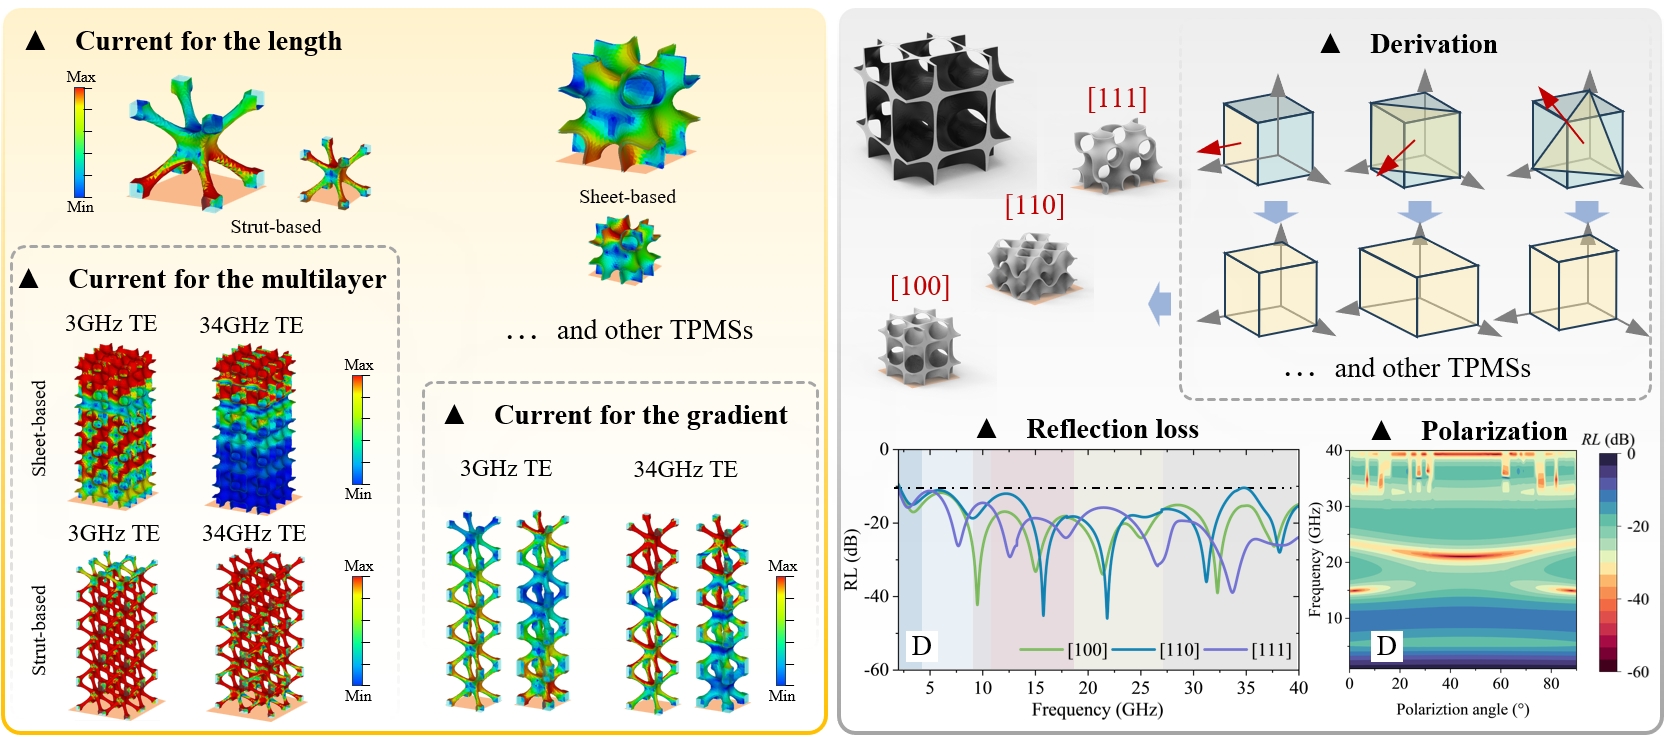 ▲ Current for the length
Max
Min
Strut-based
Sheet-based
… and other TPMSs
▲ Current for the multilayer
3GHz TE 34GHz TE
Sheet-based
Max
Min
3GHz TE 34GHz TE
Strut-based
Max
Min
▲ Current for the gradient
3GHz TE 34GHz TE
Max
Min
[111]
[110]
[100]
▲ Derivation
… and other TPMSs
▲ Reflection loss
0
-20
-40
-60
RL (dB)
D
[100] [110] [111]
5 10 15 20 25 30 35 40
Frequency (GHz)
▲ Polarization
RL (dB)
40
30
20
10
Frequency (GHz)
D
0 20 40 60 80
Polariztion angle (°)
0
-20
-40
-60